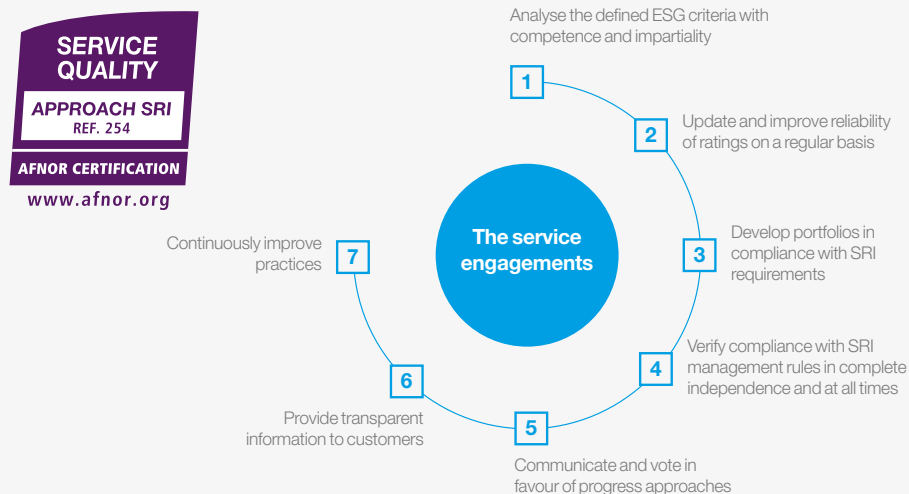 SERVICE
QUALITY
APPROACH SRI
REF. 254
AFNOR CERTIFICATION
www.afnor.org
The service
engagements
Analyse the defined ESG criteria with
competence and impartiality
1
2
Update and improve reliability
of ratings on a regular basis
3
Develop portfolios in
compliance with SRI
requirements
4
Verify compliance with SRI
management rules in complete
independence and at all times
5
Communicate and vote in
favour of progress approaches
6
Provide transparent
information to customers
7
Continuously improve
practices